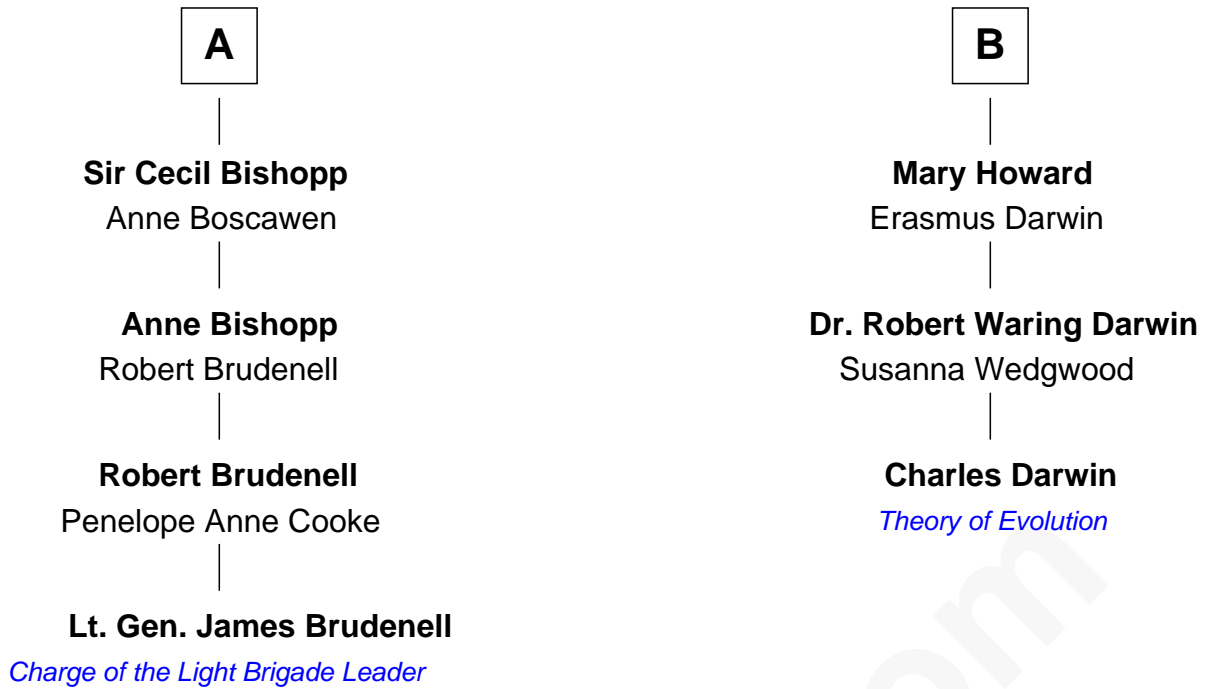 A
Sir Cecil Bishopp
Anne Boscawen
Anne Bishopp
Robert Brudenell
Robert Brudenell
Penelope Anne Cooke
Lt. Gen. James Brudenell
Charge of the Light Brigade Leader
B
Mary Howard
Erasmus Darwin
Dr. Robert Waring Darwin
Susanna Wedgwood
Charles Darwin
Theory of Evolution
om